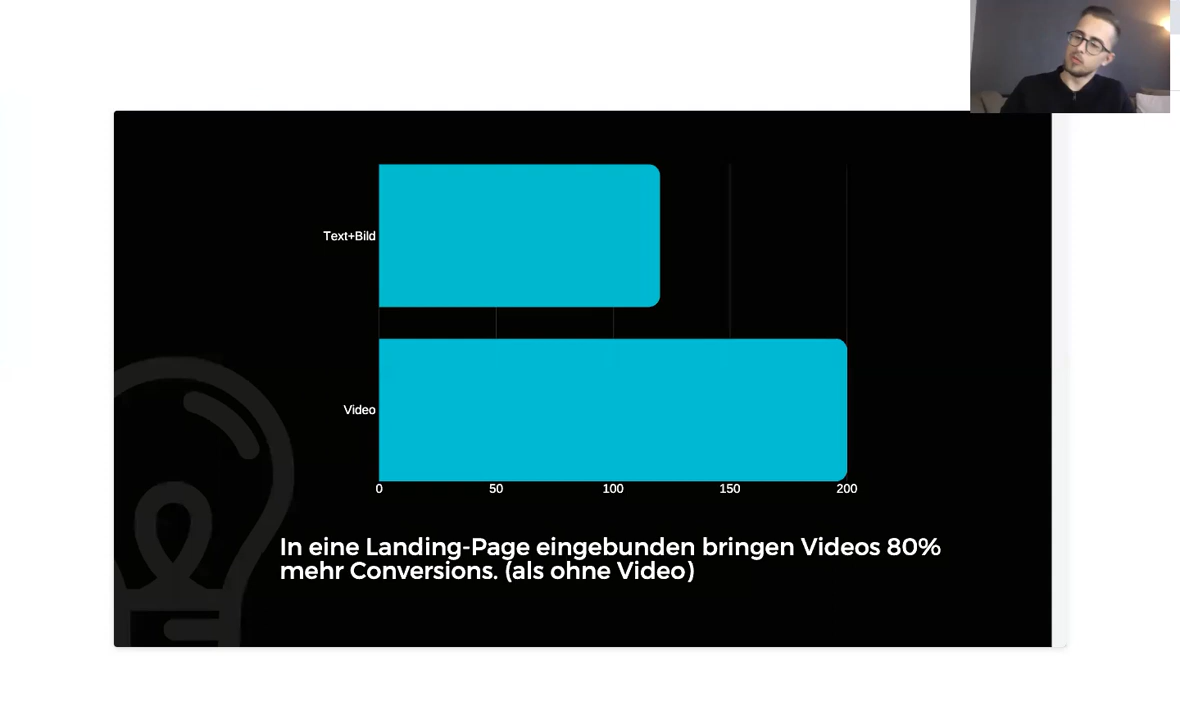 Text+Bild
Video
0 50 100 150 200
In eine Landing-Page eingebunden bringen Videos 80%
mehr Conversions. (als ohne Video)